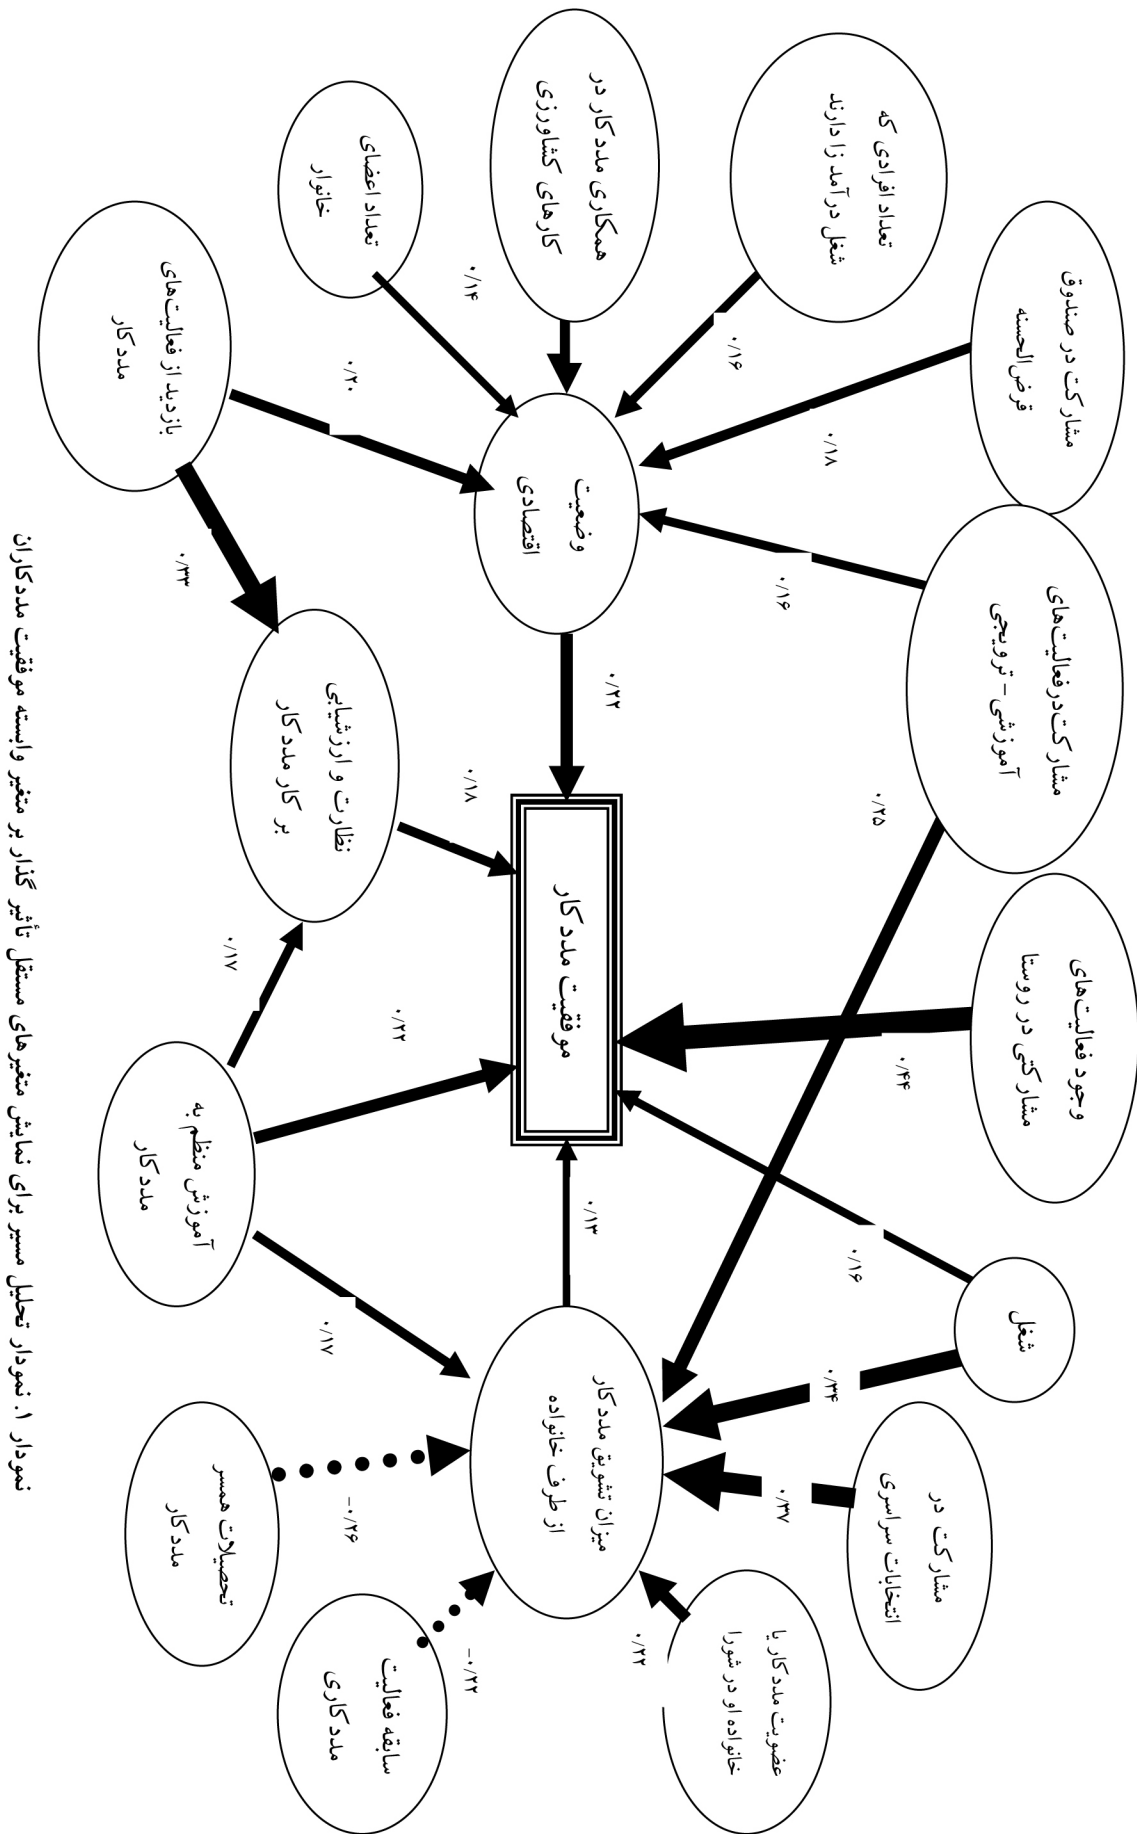 مشارکت در صندوق
قرض‌الحسنه
مشارکت‌درفعالیت‌های
آموزشی - ترویجی
وجود فعالیت‌های
مشارکتی در روستا
شغل
مشارکت در
انتخابات سراسری
تعداد افرادی که
شغل درآمد زا دارند
۰/۱۸
۰/۱۶
۰/۲۵
۰/۴۴
۰/۱۶
۰/۳۴
۰/۳۷
عضویت مددکار یا
خانواده او در شورا
۰/۱۶
۰/۲۲
۰/۲۲
۰/۱۳
همکاری مددکار در
کارهای کشاورزی
وضعیت
اقتصادی
موفقیت مددکار
میزان تشویق مددکار
از طرف خانواده
۰/۱۴
۰/۱۸
۰/۲۲
-۰/۲۲
تعداد اعضای
خانوار
۰/۲۰
نظارت و ارزشیابی
بر کار مددکار
۰/۱۷
-۰/۲۶
سابقه فعالیت
مددکاری
۰/۳۳
۰/۱۷
بازدید از فعالیت‌های
مددکار
آموزش منظم به
مددکار
تحصیلات همسر
مددکار
نمودار ۱. نمودار تحلیل مسیر برای نمایش متغیرهای مستقل تأثیر گذار بر متغیر وابسته موفقیت مددکاران